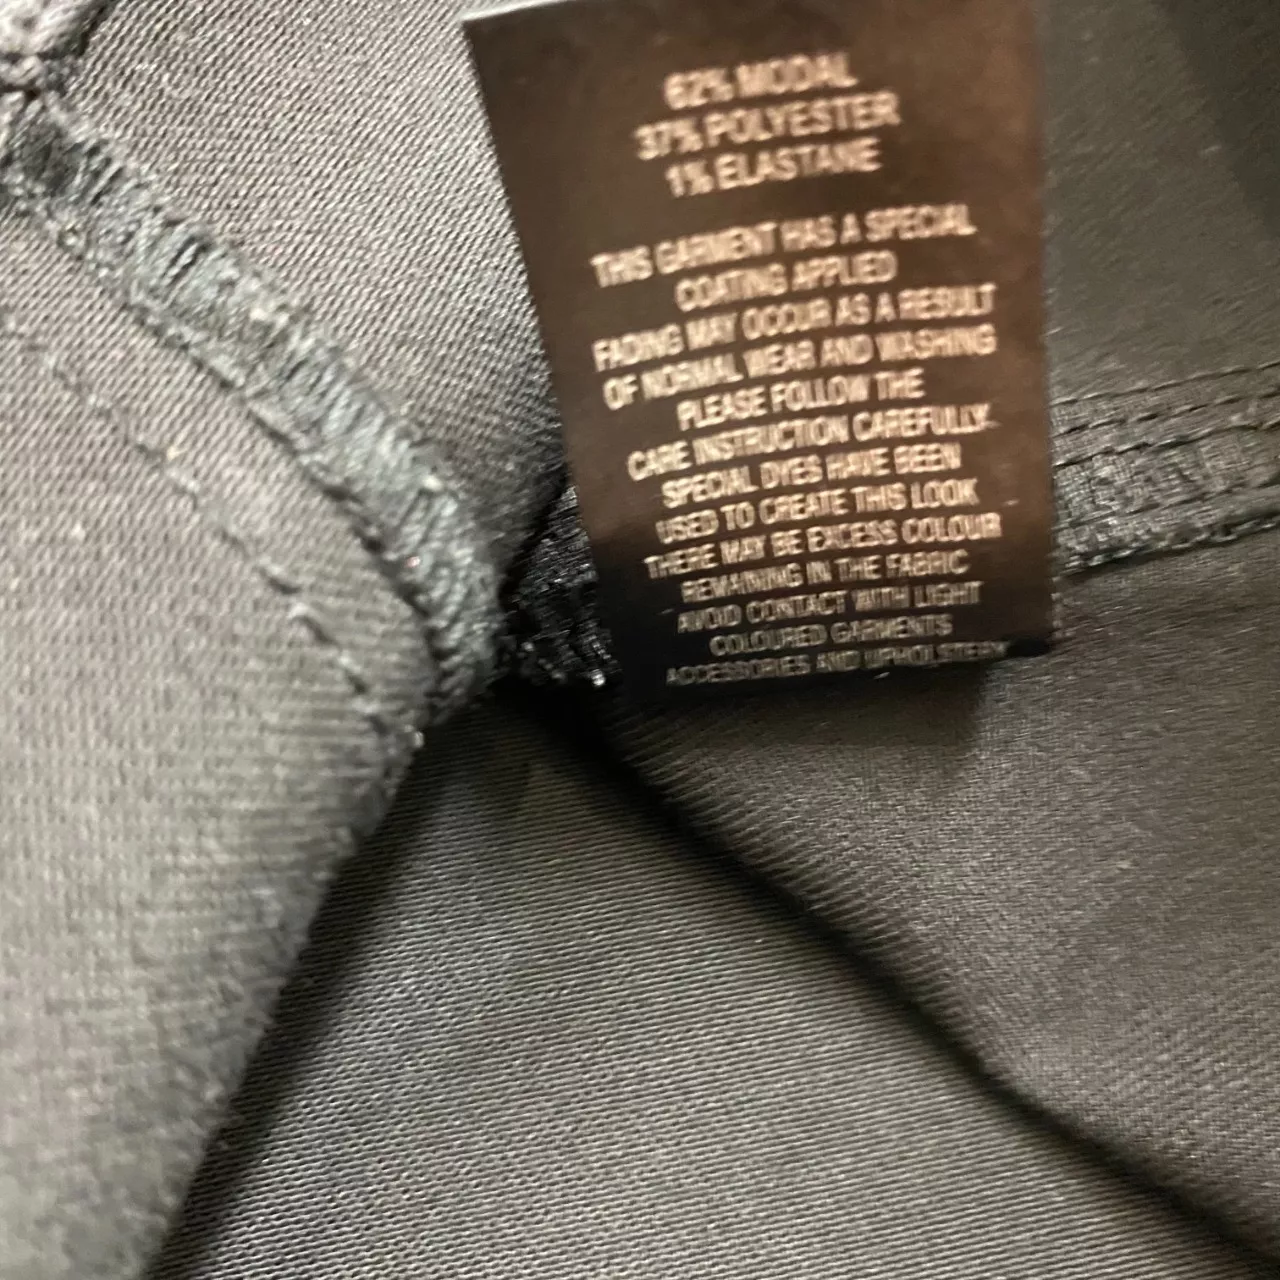 62% MODAL
37% POLYESTER
1% ELASTANE
THIS GARMENT HAS A SPECIAL
COATING APPLIED
FADING MAY OCCUR AS A RESULT
OF NORMAL WEAR AND WASHING
PLEASE FOLLOW THE
CARE INSTRUCTION CAREFULLY.
SPECIAL DYES HAVE BEEN
USED TO CREATE THIS LOOK
THERE MAY BE EXCESS COLOUR
REMAINING IN THE FABRIC
AVOID CONTACT WITH LIGHT
COLOURED GARMENTS
ACCESSORIES AND UPHOLSTERY